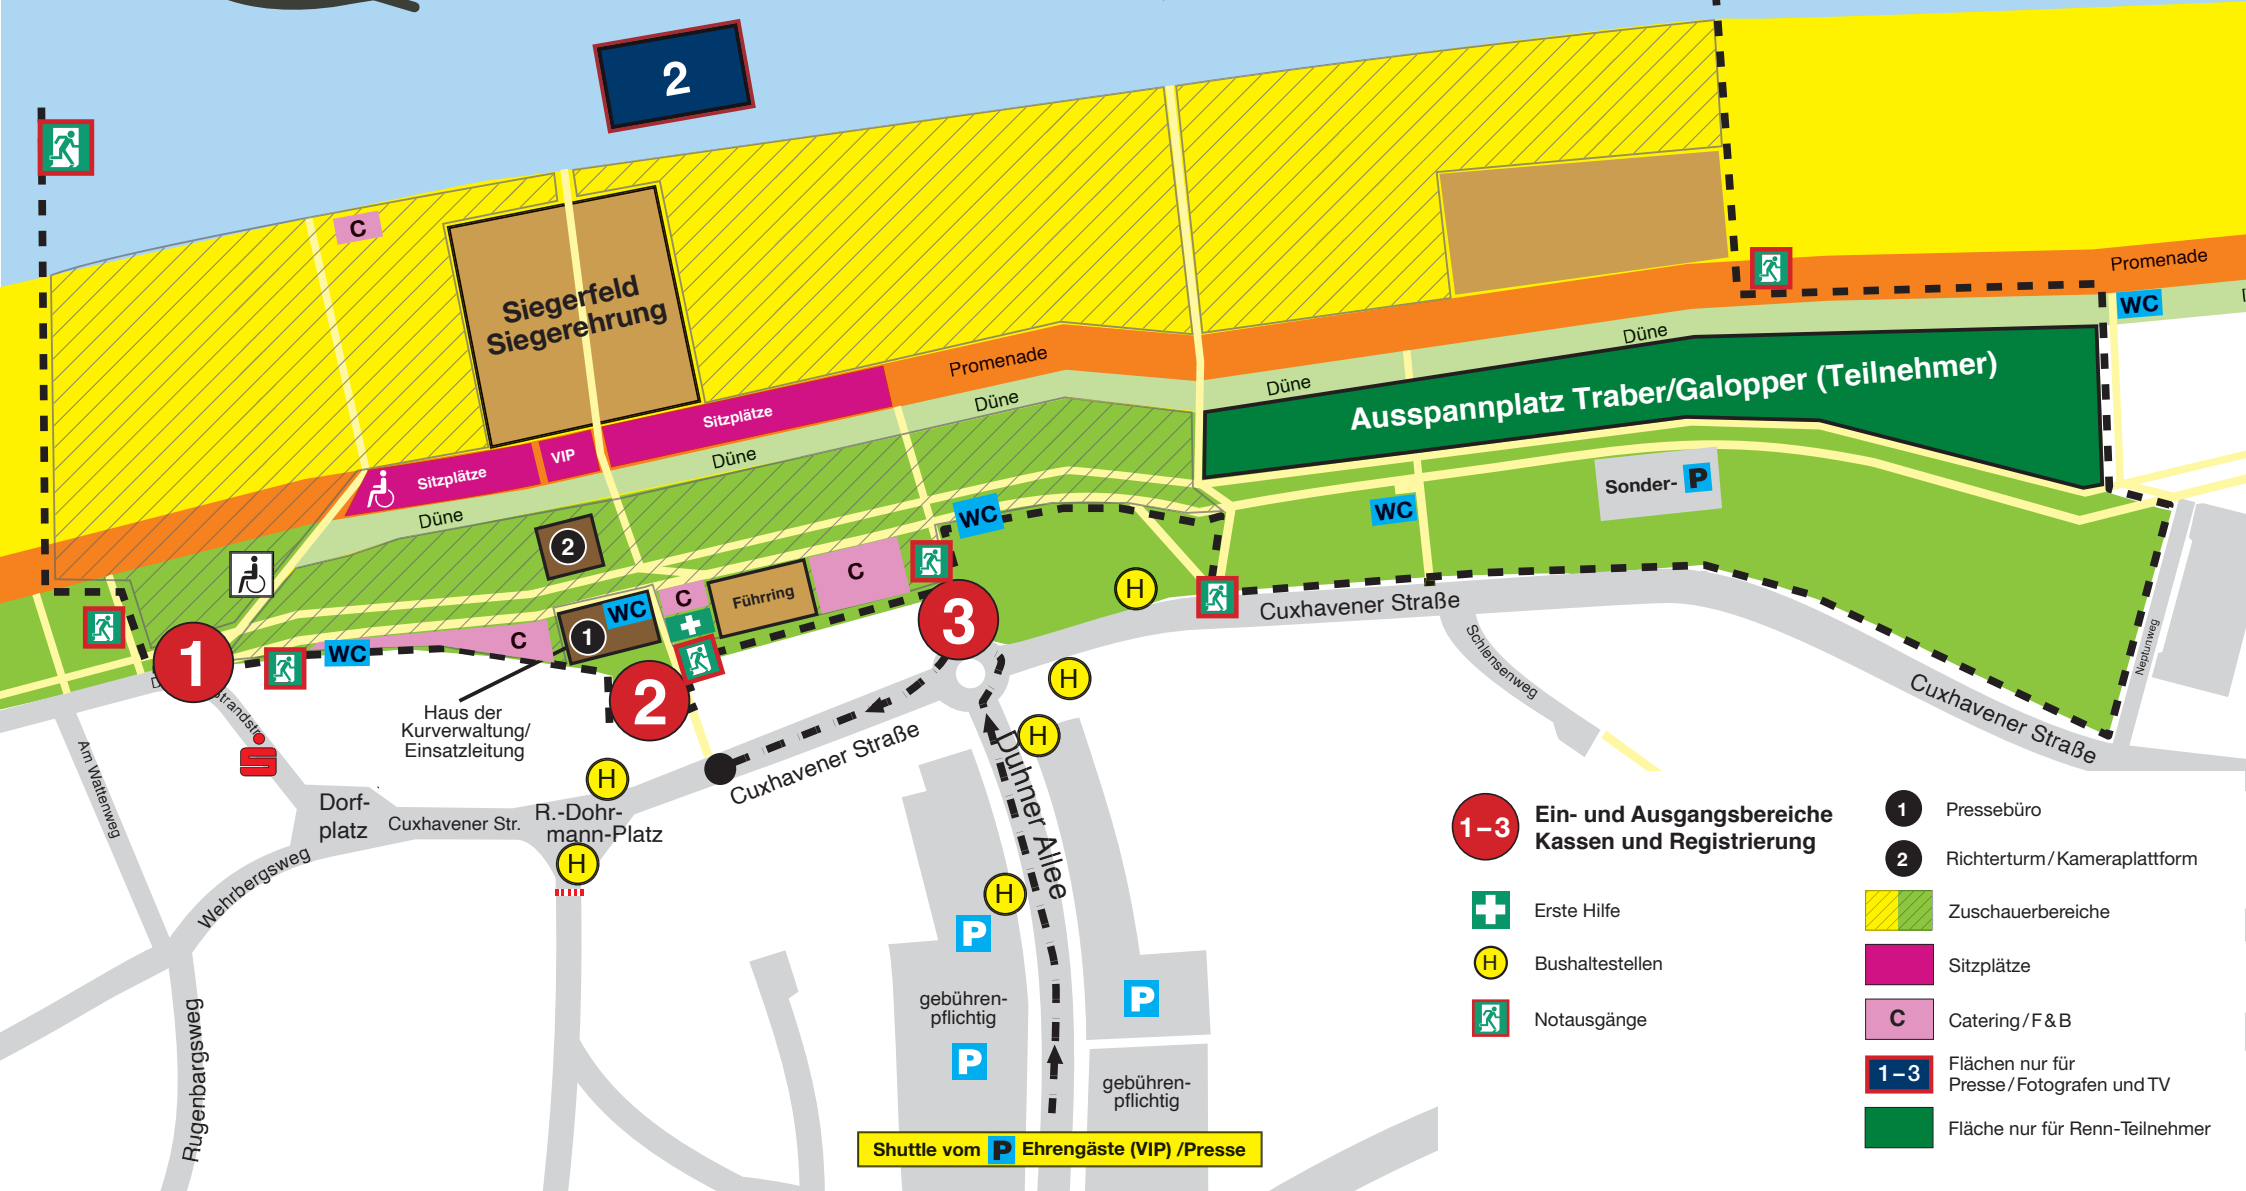 2
C
Siegerfeld
Siegerehrung
Promenade
WC
Düne
Promenade
Düne
Düne
Ausspannplatz Traber/Galopper (Teilnehmer)
Sitzplätze
VIP
Sitzplätze
Düne
Düne
Sonder- P
WC
WC
2
C
Führring
C
WC
1
C
WC
H
3
1
2
Cuxhavener Straße
Schlensenweg
Neptunweg
Cuxhavener Straße
Strandstr.
Haus der
Kurverwaltung/
Einsatzleitung
H
H
H
Am Wattenweg
Cuxhavener Straße
Duhner Allee
Dorf-
platz
Cuxhavener Str.
R.-Dohr-
mann-Platz
H
H
Wehrbergsweg
Rugenbargsweg
P
gebühren-
pflichtig
P
P
gebühren-
pflichtig
Shuttle vom P Ehrengäste (VIP) /Presse
1–3
Ein- und Ausgangsbereiche
Kassen und Registrierung
Erste Hilfe
H
Bushaltestellen
Notausgänge
1
Pressebüro
2
Richterturm/Kameraplattform
Zuschauerbereiche
Sitzplätze
C
Catering/F&B
1–3
Flächen nur für
Presse/Fotografen und TV
Fläche nur für Renn-Teilnehmer